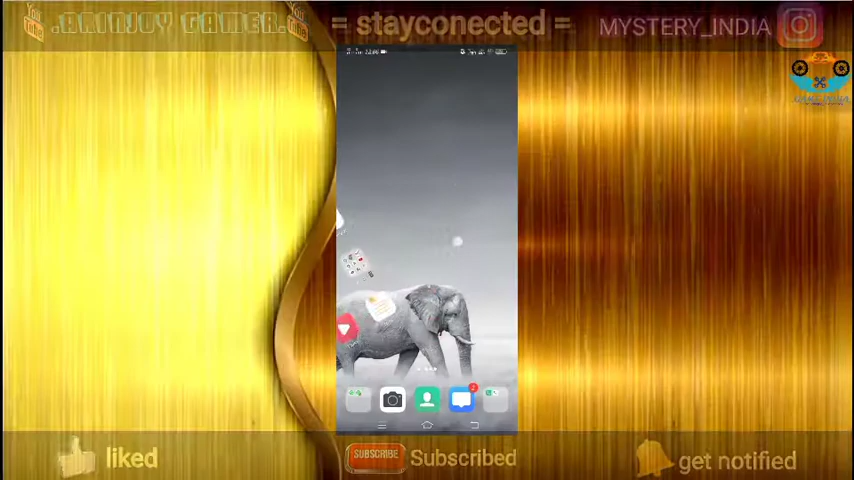 .ARINJOY GAMER.
= stayconected =
MYSTERY_INDIA
liked
SUBSCRIBE
Subscribed
get notified